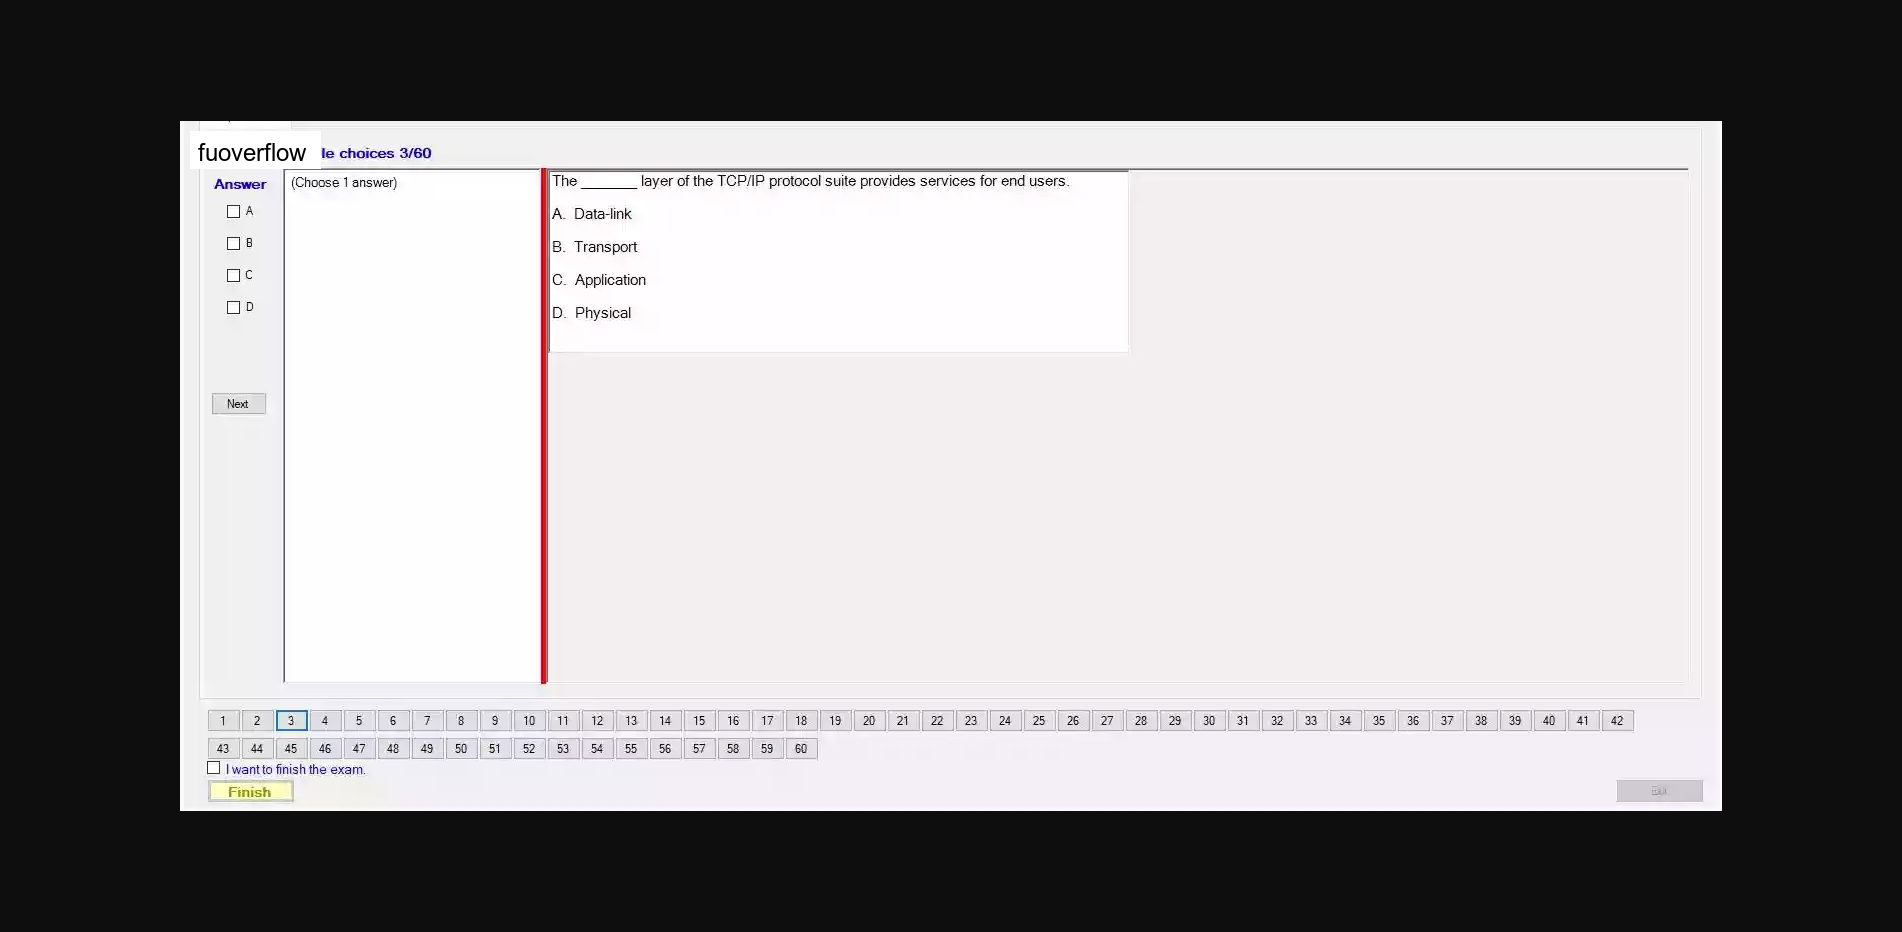 fuoverflow le choices 3/60
Answer
(Choose 1 answer)
A
B
C
D
Next
The _______ layer of the TCP/IP protocol suite provides services for end users.
A. Data-link
B. Transport
C. Application
D. Physical
1 2 3 4 5 6 7 8 9 10 11 12 13 14 15 16 17 18 19 20 21 22 23 24 25 26 27 28 29 30 31 32 33 34 35 36 37 38 39 40 41 42
43 44 45 46 47 48 49 50 51 52 53 54 55 56 57 58 59 60
I want to finish the exam.
Finish
Exit